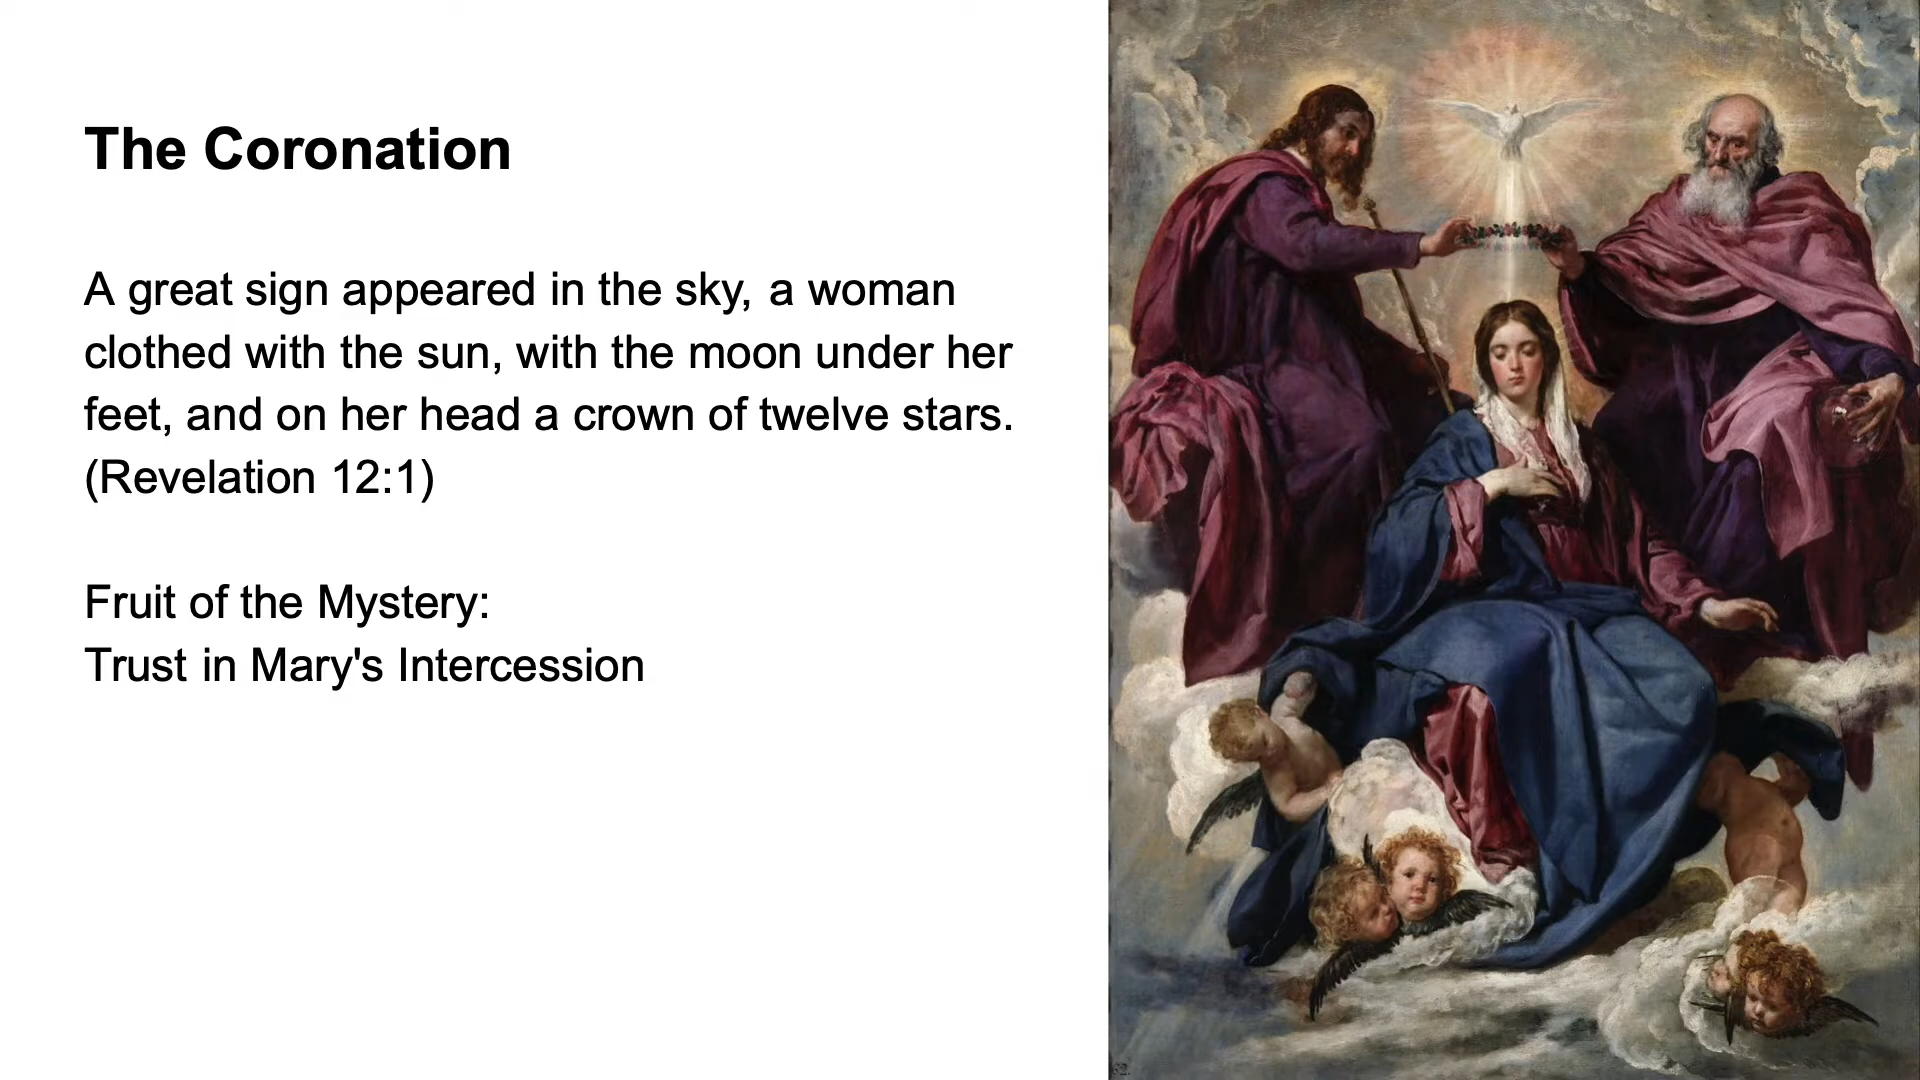 The Coronation
A great sign appeared in the sky, a woman
clothed with the sun, with the moon under her
feet, and on her head a crown of twelve stars.
(Revelation 12:1)
Fruit of the Mystery:
Trust in Mary's Intercession
62.